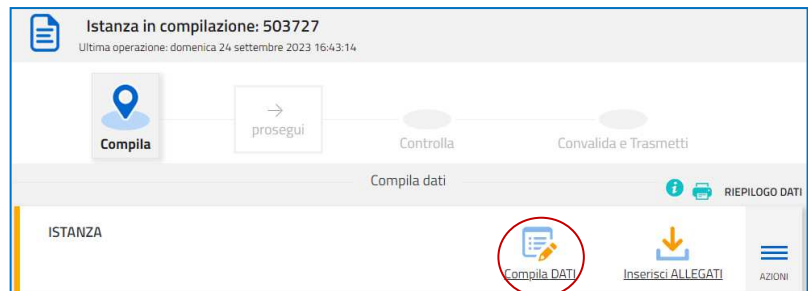 Istanza in compilazione: 503727
Ultima operazione: domenica 24 settembre 2023 16:43:14
Compila
prosegui
Controlla
Convalida e Trasmetti
Compila dati
RIEPILOGO DATI
ISTANZA
Compila DATI
Inserisci ALLEGATI
AZIONI